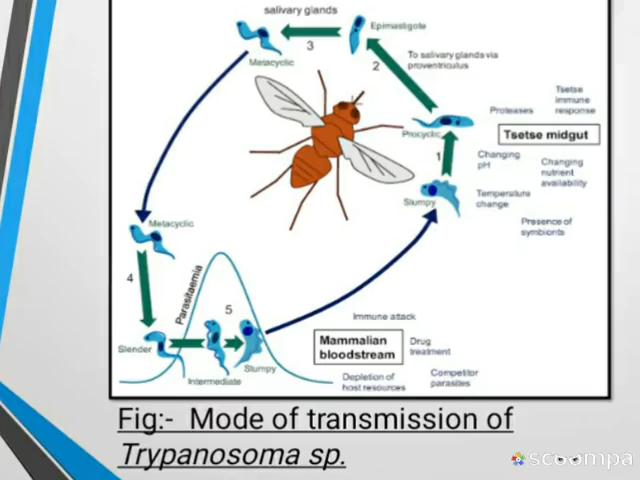 salivary glands
Epimastigote
3
Metacyclic
2
To salivary glands via
proventriculus
Tsetse
immune
response
Proteases
Procyclic
Tsetse midgut
1
Changing
pH
Changing
nutrient
availability
Stumpy
Temperature
change
Presence of
symbionts
Metacyclic
4
Parasitaemia
5
Immune attack
Slender
Mammalian
bloodstream
Drug
treatment
Stumpy
Intermediate
Depletion of
host resources
Competitor
parasites
Fig:- Mode of transmission of
Trypanosoma sp.
scoompa